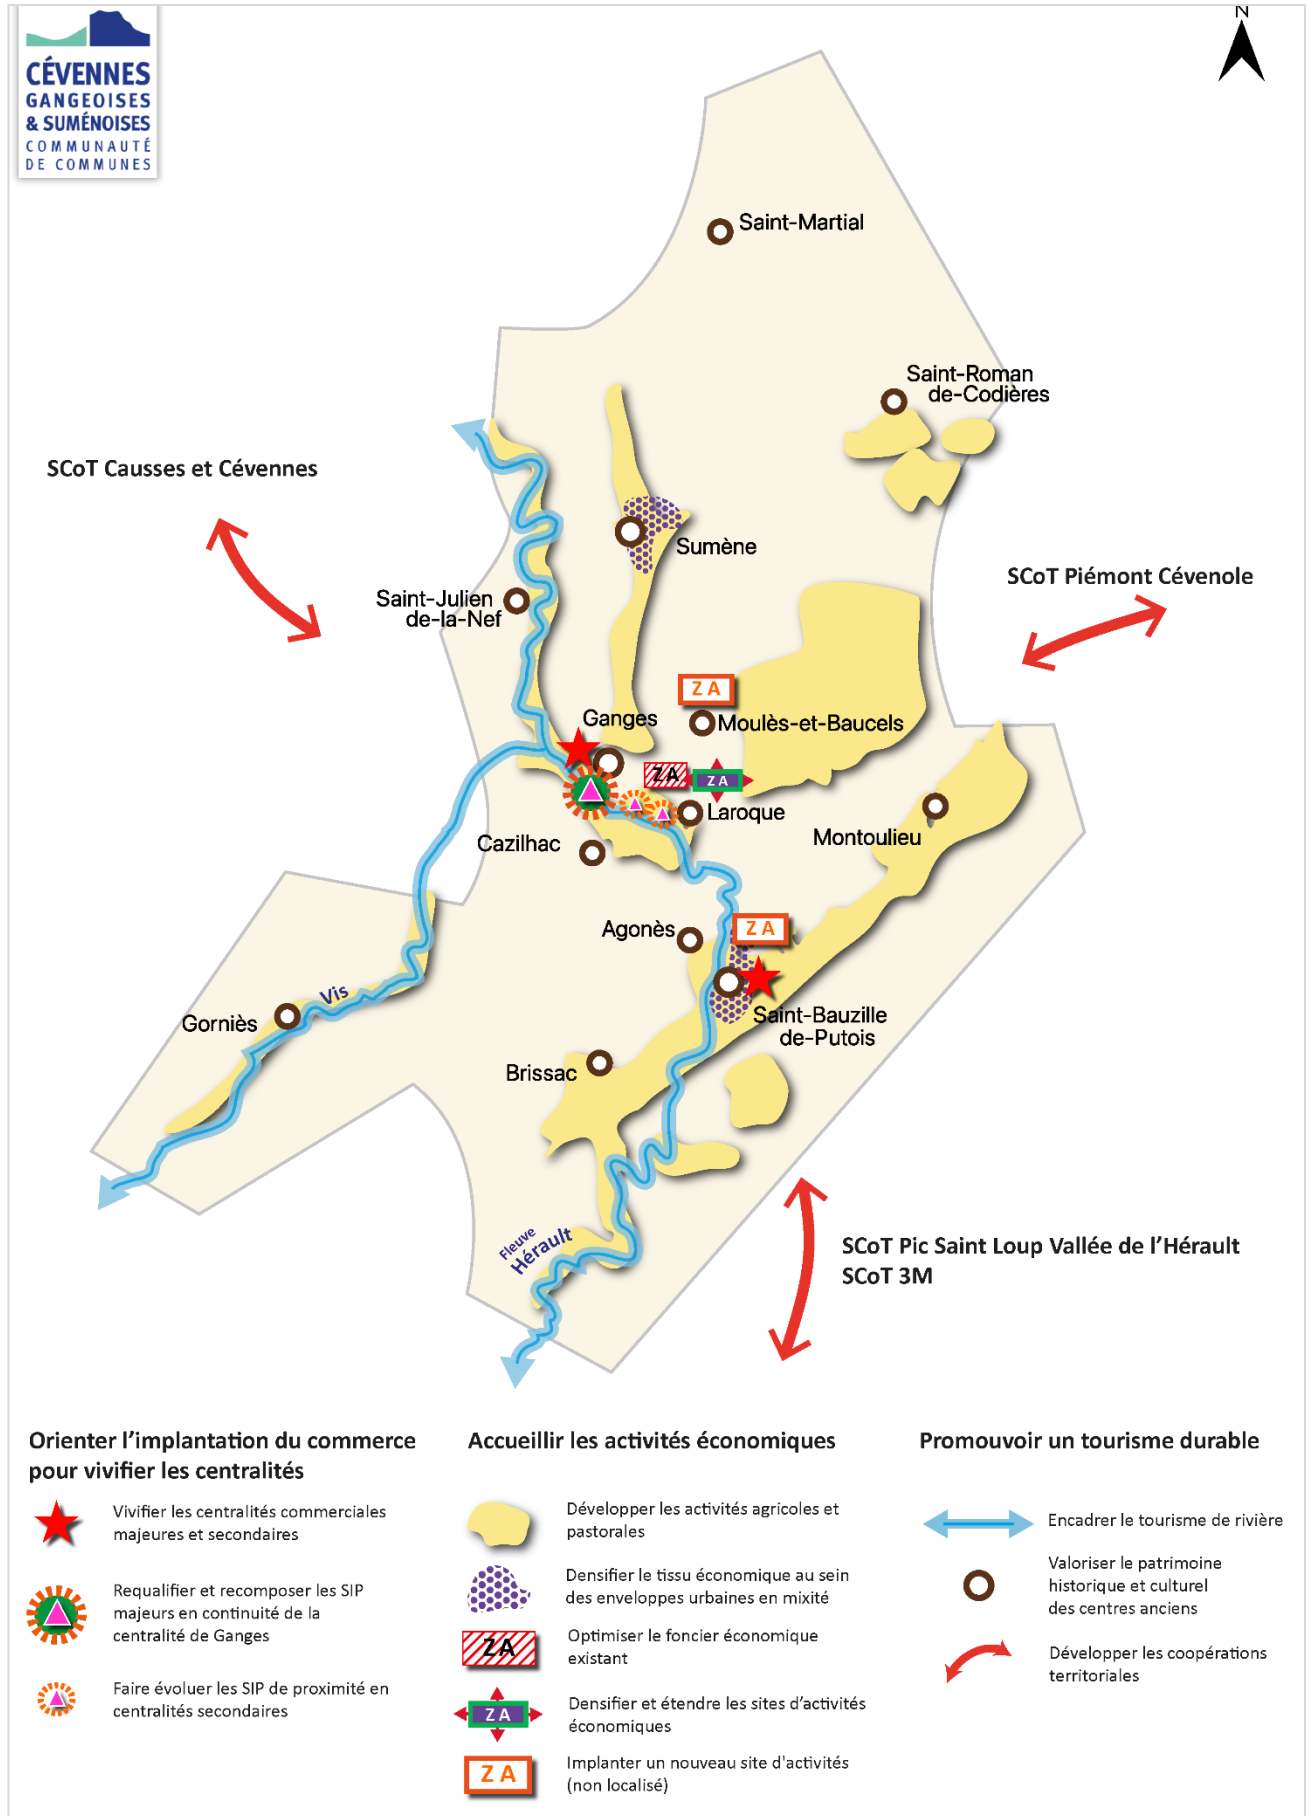 N
CÉVENNES
GANGEOISES
& SUMÉNOISES
COMMUNAUTÉ
DE COMMUNES
Saint-Martial
Saint-Roman
de-Codières
SCoT Causses et Cévennes
Sumène
SCoT Piémont Cévenole
Saint-Julien
de-la-Nef
ZA
Ganges
Moulès-et-Baucels
ZA
ZA
Laroque
Montoulieu
Cazilhac
ZA
Agonès
Vis
Gorniès
Saint-Bauzille
de-Putois
Brissac
Fleuve
Hérault
SCoT Pic Saint Loup Vallée de l’Hérault
SCoT 3M
Orienter l’implantation du commerce
pour vivifier les centralités
Vivifier les centralités commerciales
majeures et secondaires
Requalifier et recomposer les SIP
majeurs en continuité de la
centralité de Ganges
Faire évoluer les SIP de proximité en
centralités secondaires
Accueillir les activités économiques
Développer les activités agricoles et
pastorales
Densifier le tissu économique au sein
des enveloppes urbaines en mixité
ZA
Optimiser le foncier économique
existant
ZA
Densifier et étendre les sites d’activités
économiques
ZA
Implanter un nouveau site d'activités
(non localisé)
Promouvoir un tourisme durable
Encadrer le tourisme de rivière
Valoriser le patrimoine
historique et culturel
des centres anciens
Développer les coopérations
territoriales